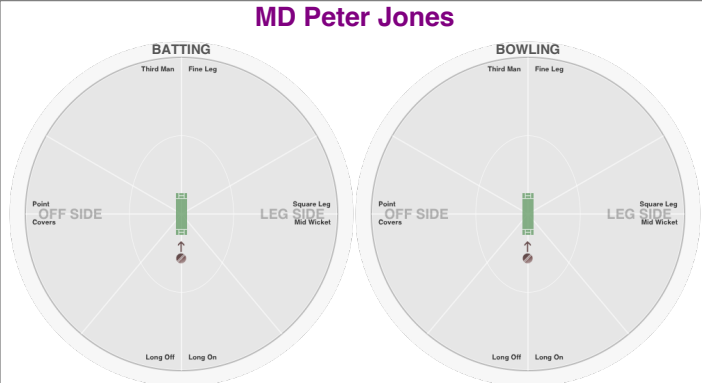 MD Peter Jones
BATTING
Third Man Fine Leg
Point
OFF SIDE
Covers
Square Leg
LEG SIDE
Mid Wicket
Long Off Long On
BOWLING
Third Man Fine Leg
Point
OFF SIDE
Covers
Square Leg
LEG SIDE
Mid Wicket
Long Off Long On